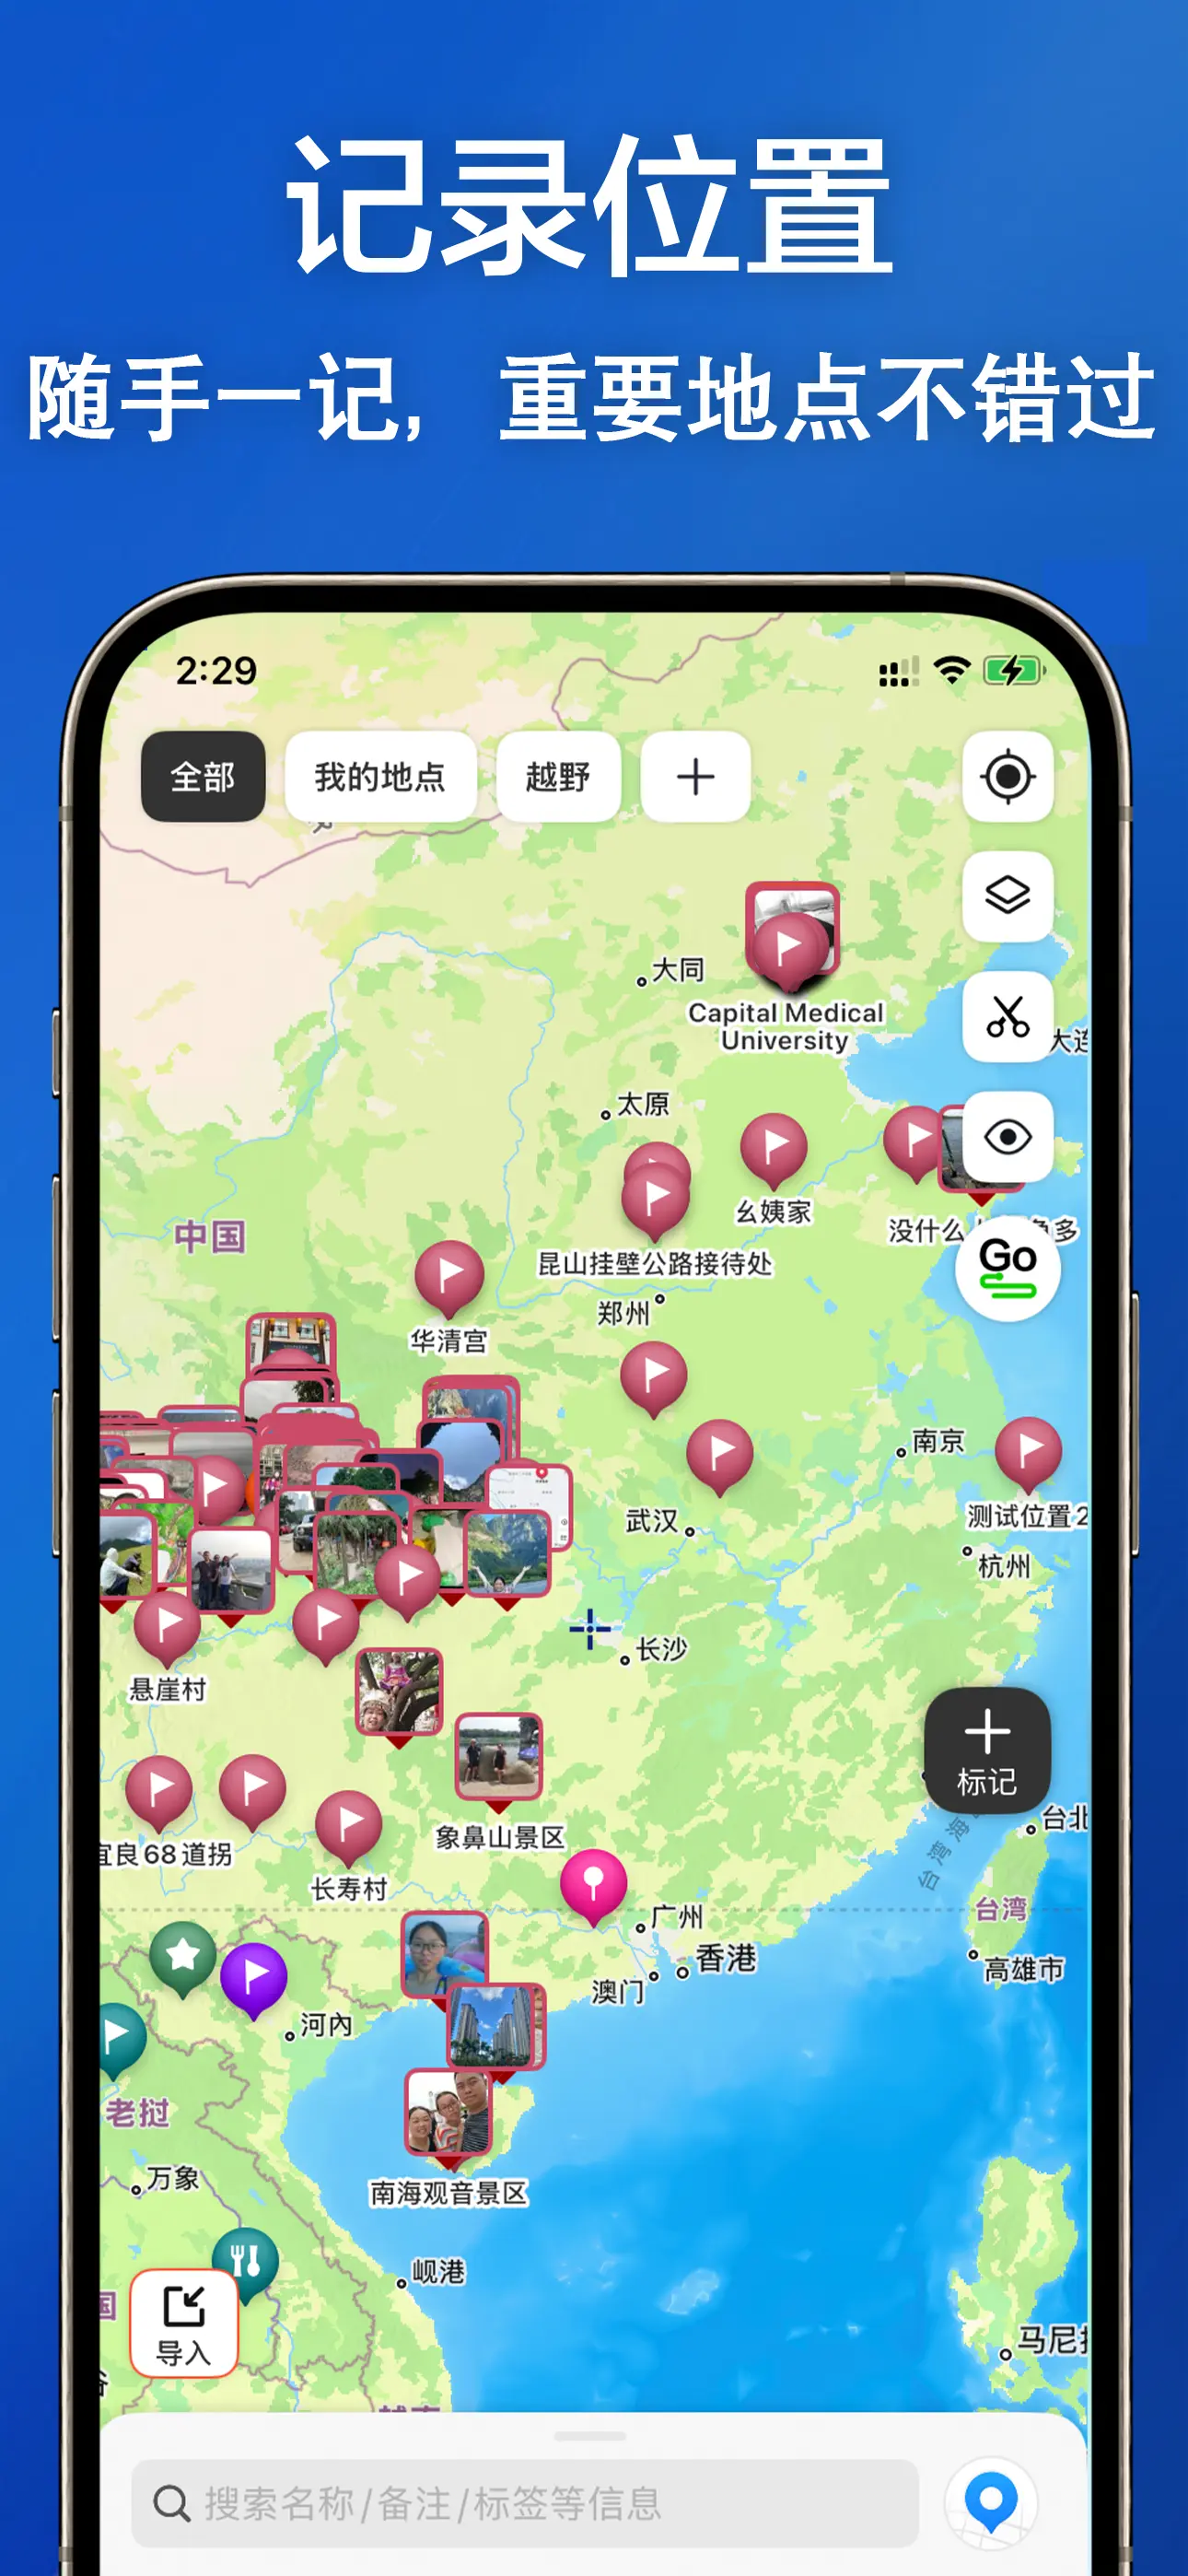 记录位置
随手一记，重要地点不错过
2:29
全部
我的地点
越野
大同
Capital Medical
University
大连
太原
幺姨家
没什么
多
中国
昆山挂壁公路接待处
Go
郑州
华清宫
南京
测试位置2
武汉
杭州
长沙
悬崖村
标记
台北
宜良68道拐
象鼻山景区
长寿村
台湾海
台湾
广州
香港
高雄市
澳门
河内
老挝
万象
南海观音景区
岘港
国
导入
马尼拉
搜索名称/备注/标签等信息